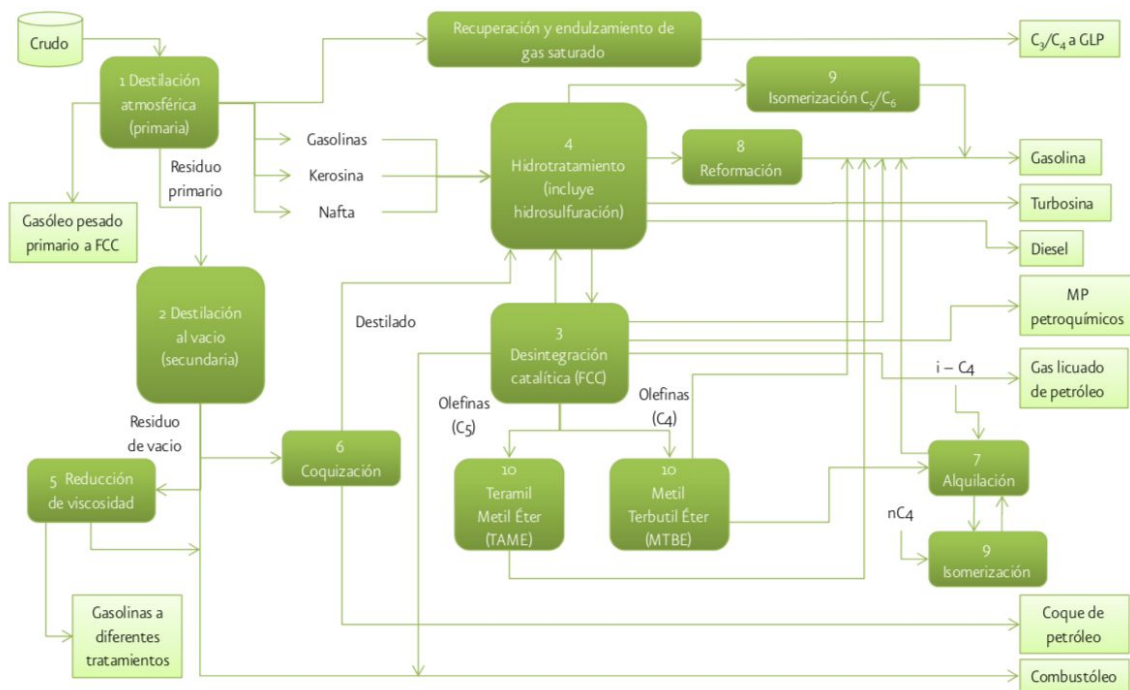 Crudo
Recuperación y endulzamiento de
gas saturado
C₃/C₄ a GLP
1 Destilación
atmosférica
(primaria)
9
Isomerización C₅/C₆
4
Hidrotratamiento
(incluye
hidrosulfuración)
8
Reformación
Gasolinas
Kerosina
Nafta
Gasolina
Turbosina
Diesel
Residuo
primario
Gasóleo pesado
primario a FCC
2 Destilación
al vacio
(secundaria)
Destilado
3
Desintegración
catalítica (FCC)
MP
petroquímicos
Gas licuado
de petróleo
i – C4
Olefinas
(C5)
Olefinas
(C4)
Residuo
de vacio
6
Coquización
5 Reducción
de viscosidad
10
Teramil
Metil Éter
(TAME)
10
Metil
Terbutil Éter
(MTBE)
7
Alquilación
nC4
9
Isomerización
Gasolinas a
diferentes
tratamientos
Coque de
petróleo
Combustóleo